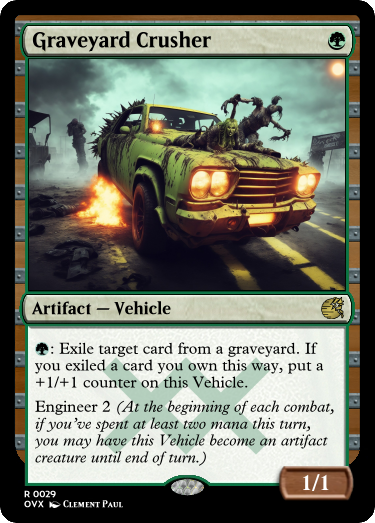 Graveyard Crusher
Artifact — Vehicle
: Exile target card from a graveyard. If
you exiled a card you own this way, put a
+1/+1 counter on this Vehicle.
Engineer 2 (At the beginning of each combat,
if you've spent at least two mana this turn,
you may have this Vehicle become an artifact
creature until end of turn.)
1/1
R 0029
OVX Clement Paul